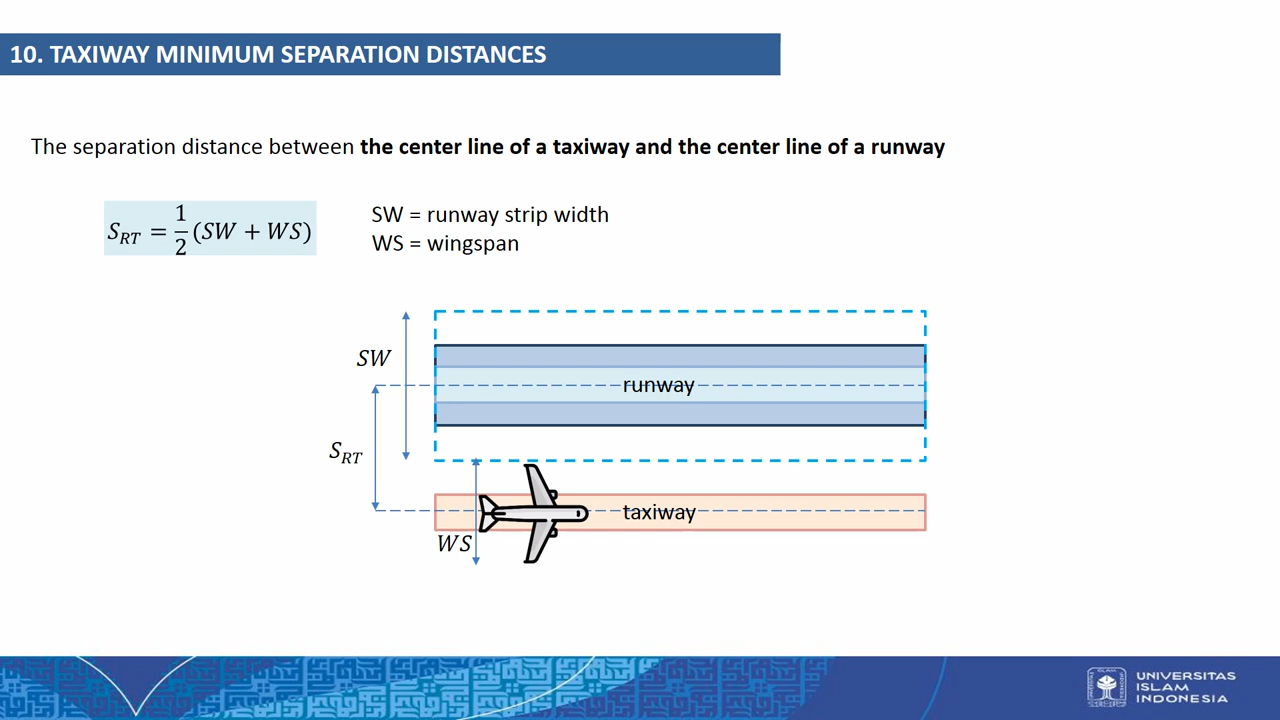 10. TAXIWAY MINIMUM SEPARATION DISTANCES
The separation distance between the center line of a taxiway and the center line of a runway
S_RT = 1/2 (SW + WS)
SW = runway strip width
WS = wingspan
SW
runway
S_RT
taxiway
WS
UNIVERSITAS
ISLAM
INDONESIA